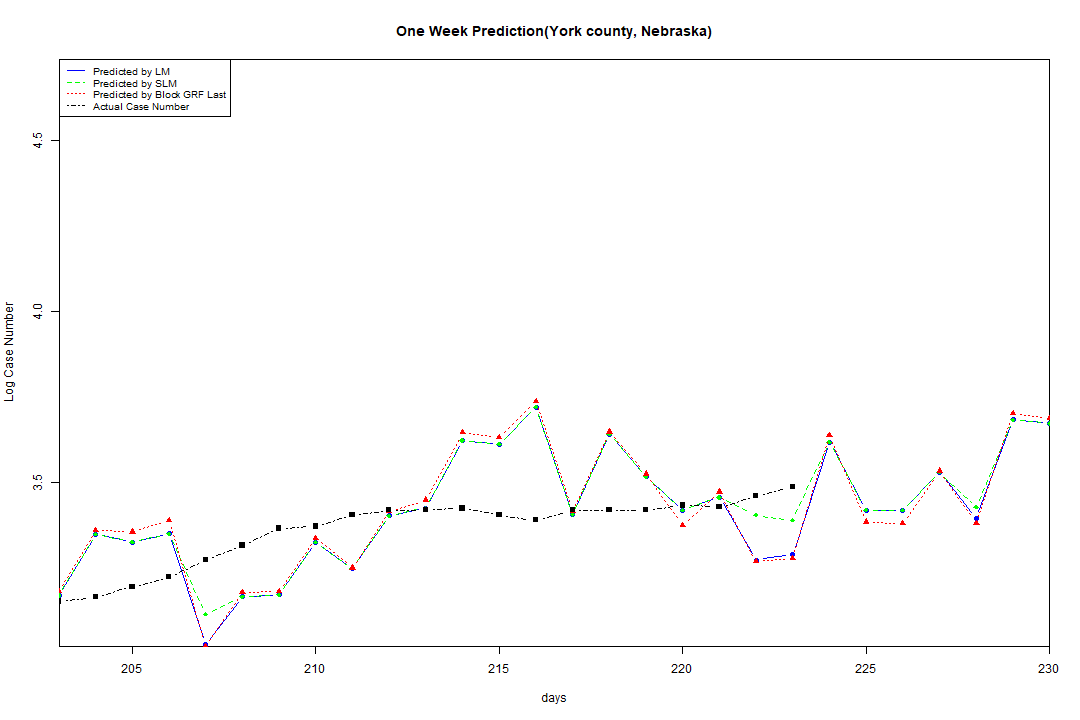 One Week Prediction(York county, Nebraska)
Predicted by LM
Predicted by SLM
Predicted by Block GRF Last
Actual Case Number
4.5
4.0
3.5
Log Case Number
205
210
215
220
225
230
days